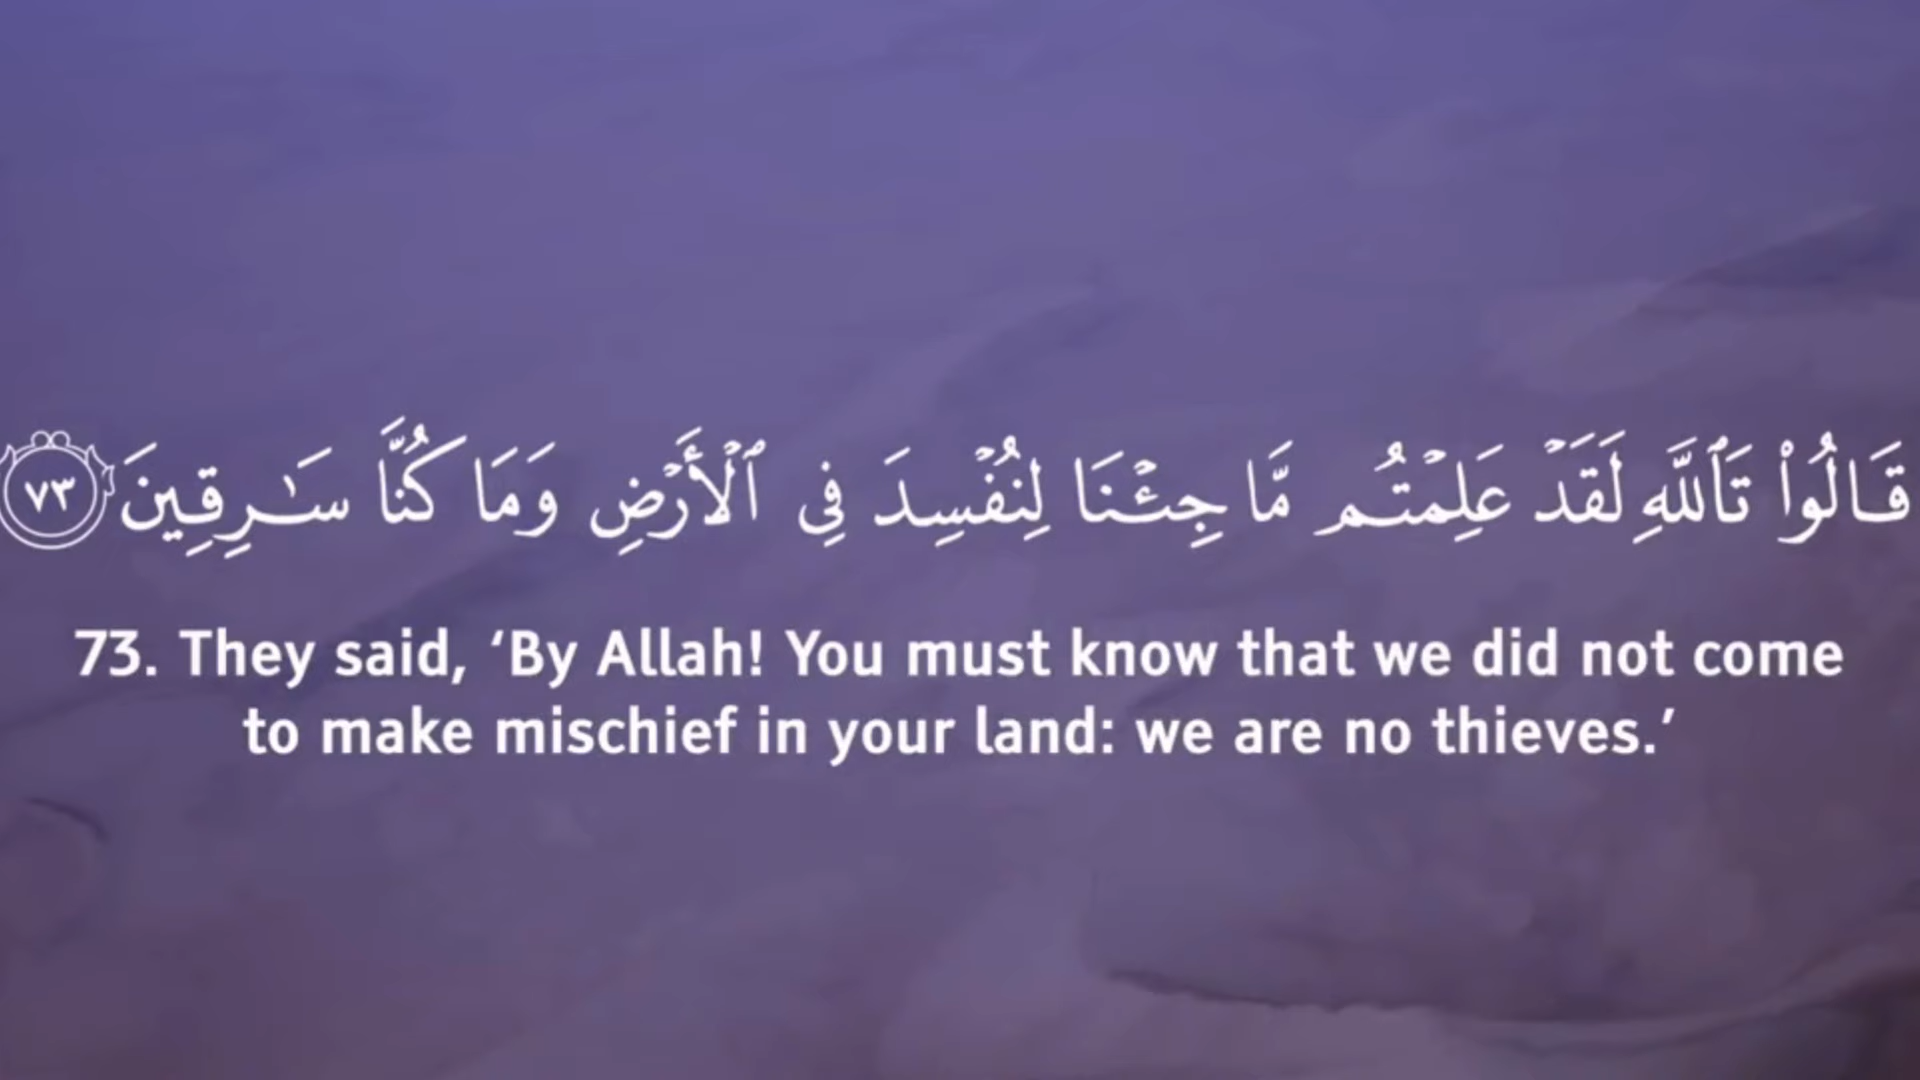 قَالُوا۟ تَٱللَّهِ لَقَدْ عَلِمْتُم مَّا جِئْنَا لِنُفْسِدَ فِى ٱلْأَرْضِ وَمَا كُنَّا سَـٰرِقِينَ ٧٣
73. They said, ‘By Allah! You must know that we did not come
to make mischief in your land: we are no thieves.’